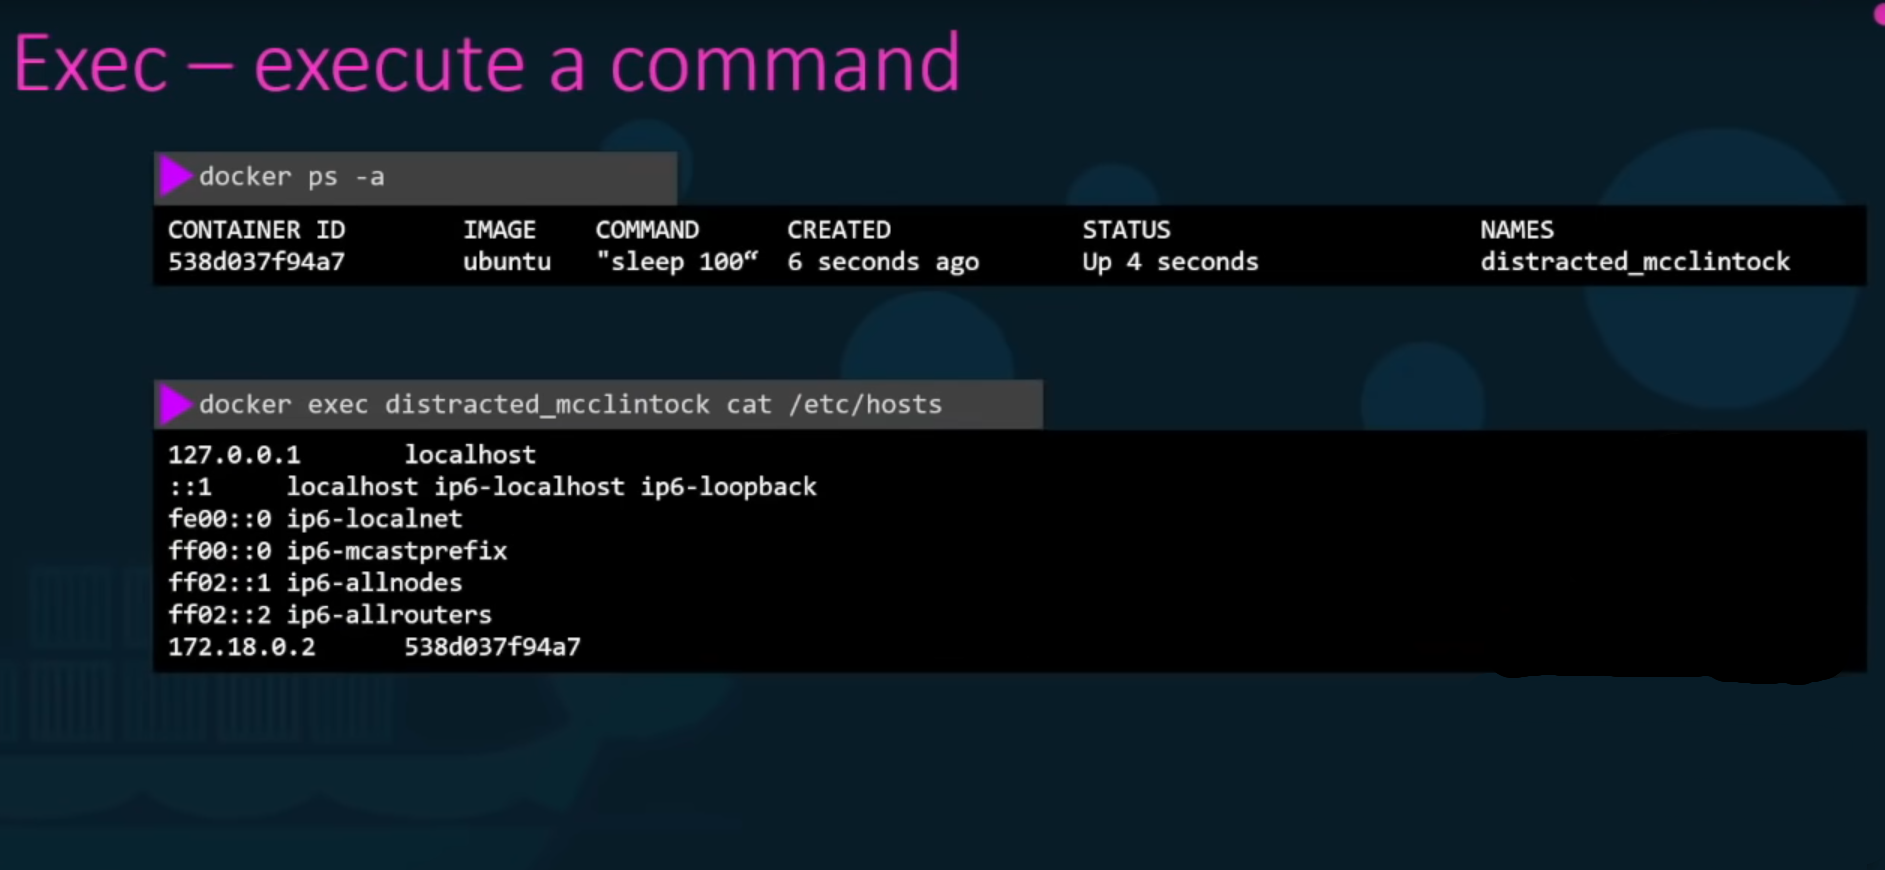 Exec – execute a command
docker ps -a
CONTAINER ID IMAGE COMMAND CREATED STATUS NAMES
538d037f94a7 ubuntu "sleep 100“ 6 seconds ago Up 4 seconds distracted_mcclintock
docker exec distracted_mcclintock cat /etc/hosts
127.0.0.1 localhost
::1 localhost ip6-localhost ip6-loopback
fe00::0 ip6-localnet
ff00::0 ip6-mcastprefix
ff02::1 ip6-allnodes
ff02::2 ip6-allrouters
172.18.0.2 538d037f94a7